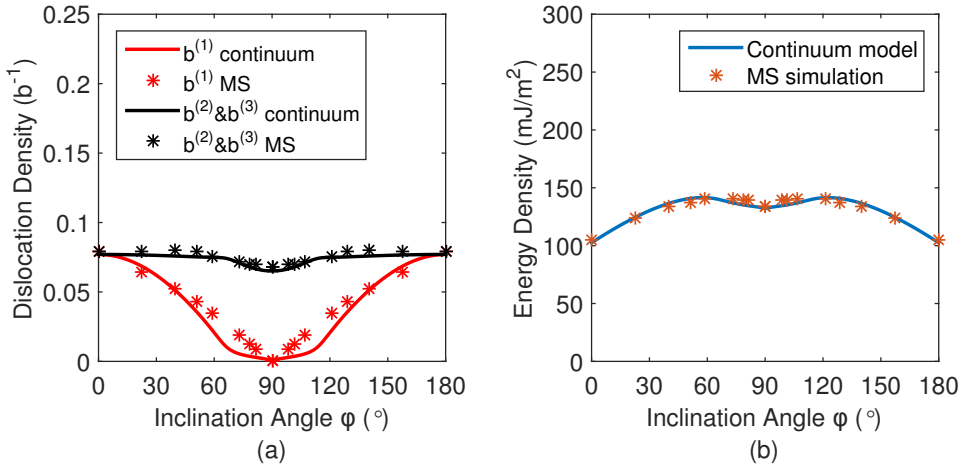 0.25
0.2
0.15
0.1
0.05
0
Dislocation Density (b⁻¹)
b⁽¹⁾ continuum
b⁽¹⁾ MS
b⁽²⁾&b⁽³⁾ continuum
b⁽²⁾&b⁽³⁾ MS
0 30 60 90 120 150 180
Inclination Angle φ (°)
(a)
300
250
200
150
100
50
0
Energy Density (mJ/m²)
Continuum model
MS simulation
0 30 60 90 120 150 180
Inclination Angle φ (°)
(b)